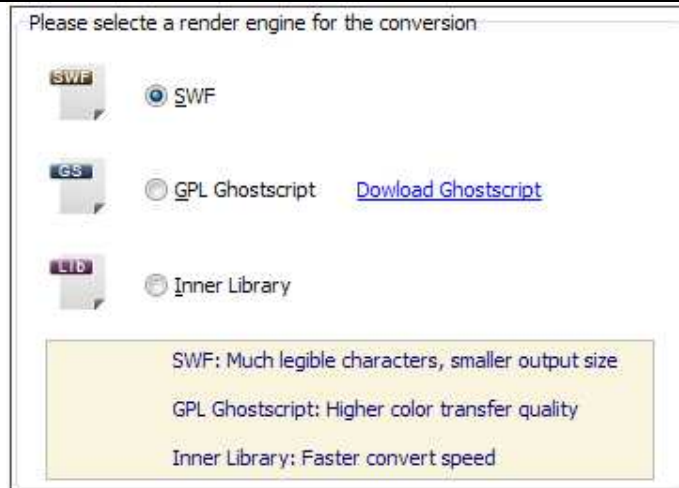 Please selecte a render engine for the conversion
SWF
SWF
GS
GPL Ghostscript Dowload Ghostscript
Lib
Inner Library
SWF: Much legible characters, smaller output size
GPL Ghostscript: Higher color transfer quality
Inner Library: Faster convert speed